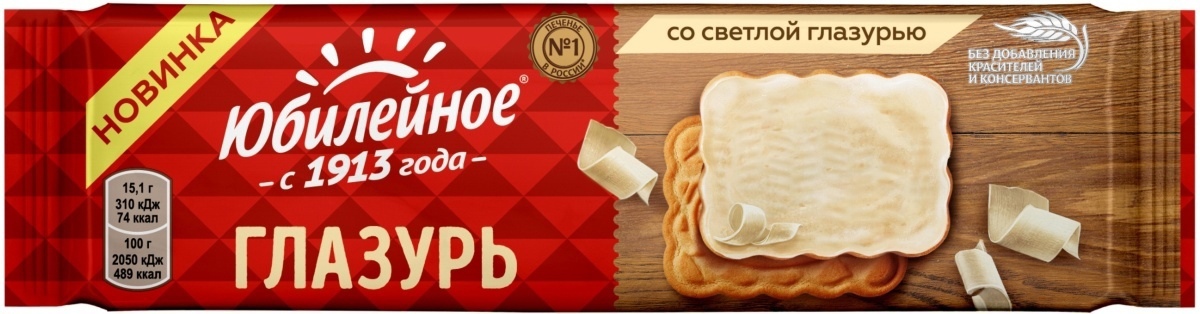 НОВИНКА
Юбилейное®
– с 1913 года –
ГЛАЗУРЬ
15,1 г
310 кДж
74 ккал
100 г
2050 кДж
489 ккал
ПЕЧЕНЬЕ
№1
В РОССИИ*
со светлой глазурью
БЕЗ ДОБАВЛЕНИЯ
КРАСИТЕЛЕЙ
И КОНСЕРВАНТОВ